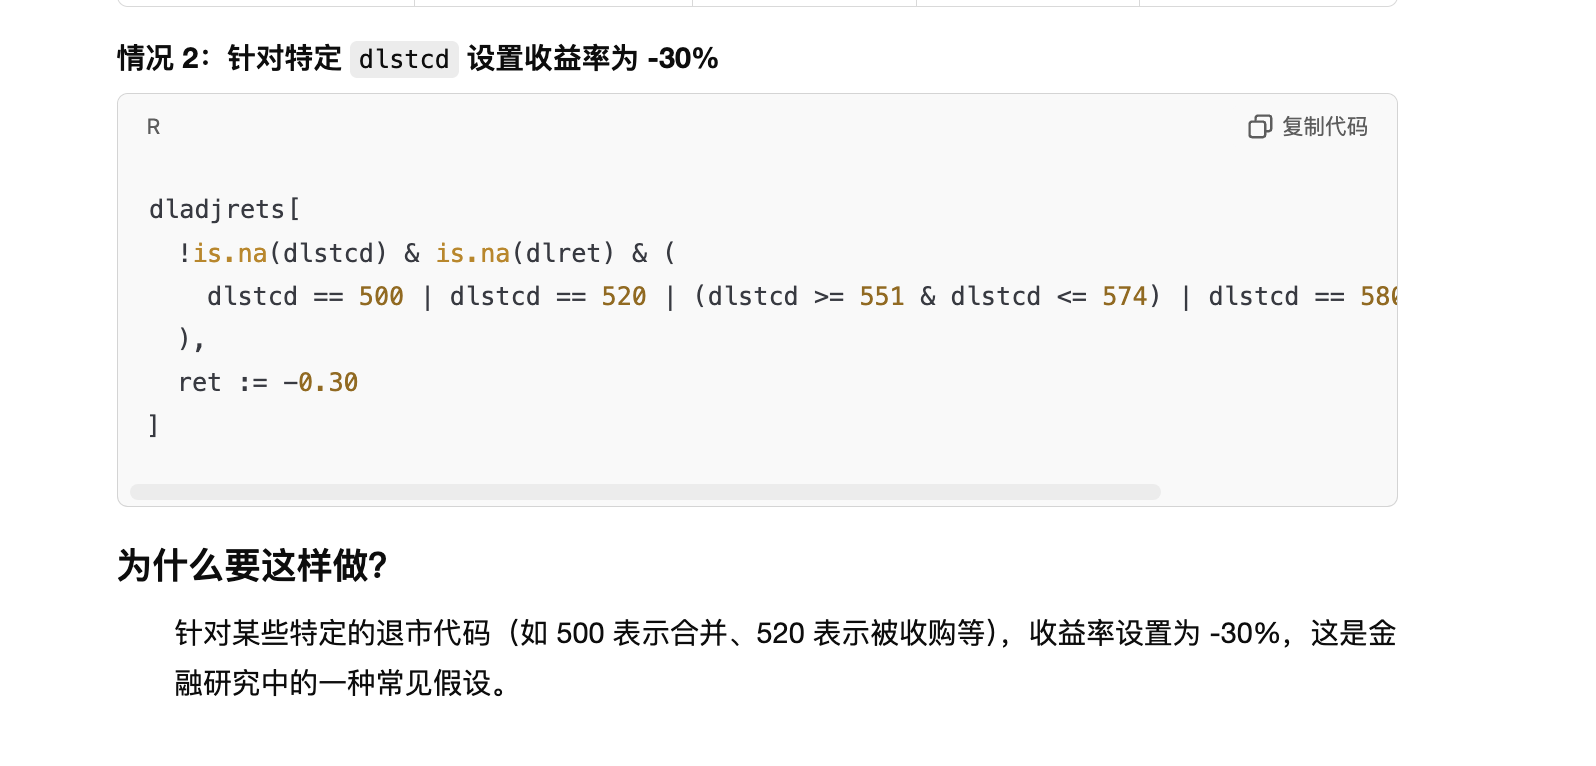 情况 2：针对特定 dlstcd 设置收益率为 -30%
R
复制代码
dladjrets[
!is.na(dlstcd) & is.na(dlret) & (
dlstcd == 500 | dlstcd == 520 | (dlstcd >= 551 & dlstcd <= 574) | dlstcd == 580
),
ret := -0.30
]
为什么要这样做?
针对某些特定的退市代码（如 500 表示合并、520 表示被收购等），收益率设置为 -30%，这是金
融研究中的一种常见假设。